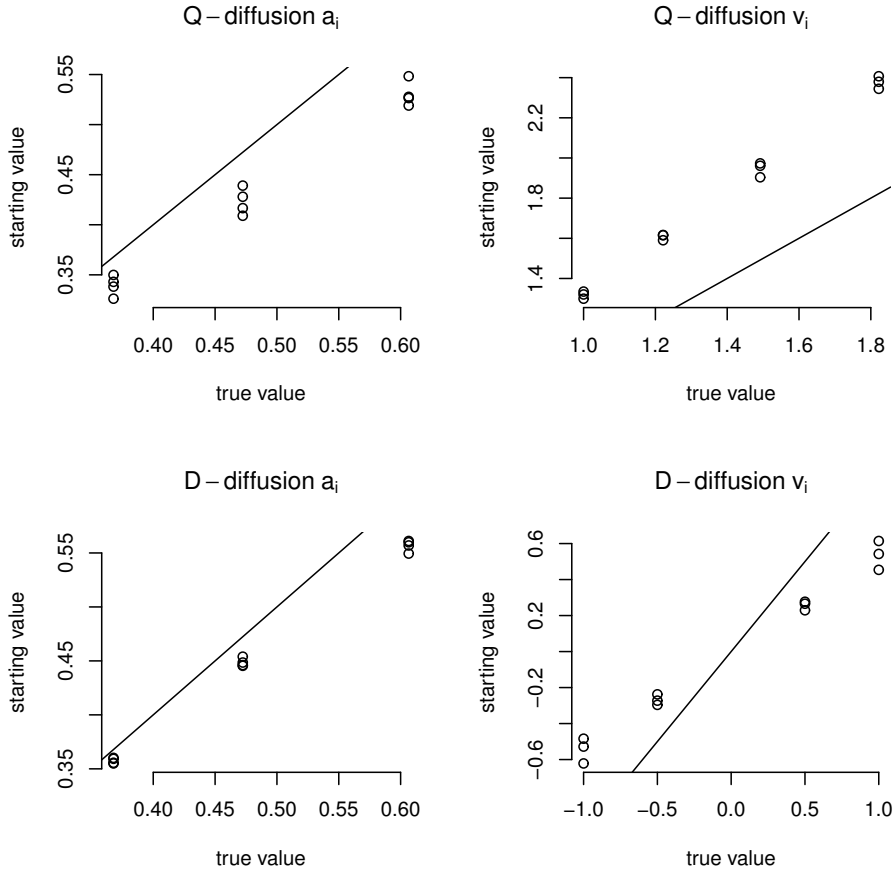 Q − diffusion aᵢ
0.55
0.45
0.35
starting value
0.40 0.45 0.50 0.55 0.60
true value
Q − diffusion vᵢ
2.2
1.8
1.4
starting value
1.0 1.2 1.4 1.6 1.8
true value
D − diffusion aᵢ
0.55
0.45
0.35
starting value
0.40 0.45 0.50 0.55 0.60
true value
D − diffusion vᵢ
0.6
0.2
−0.2
−0.6
starting value
−1.0 −0.5 0.0 0.5 1.0
true value